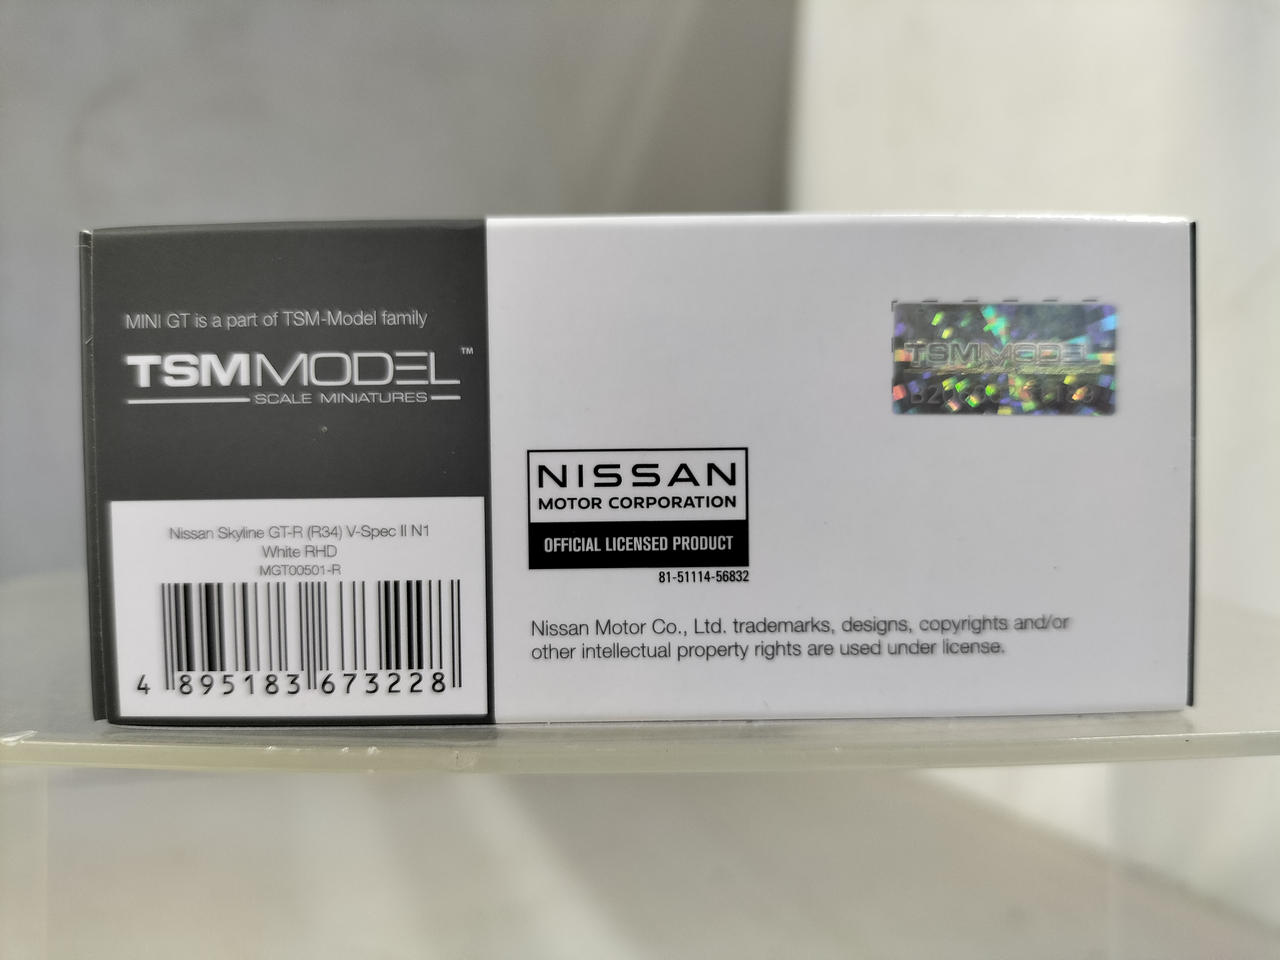 MINI GT is a part of TSM-Model family
TSMMODEL™
SCALE MINIATURES
Nissan Skyline GT-R (R34) V-Spec II N1
White RHD
MGT00501-R
4 895183 673228
TSMMODEL
NISSAN
MOTOR CORPORATION
OFFICIAL LICENSED PRODUCT
81-51114-56832
Nissan Motor Co., Ltd. trademarks, designs, copyrights and/or
other intellectual property rights are used under license.